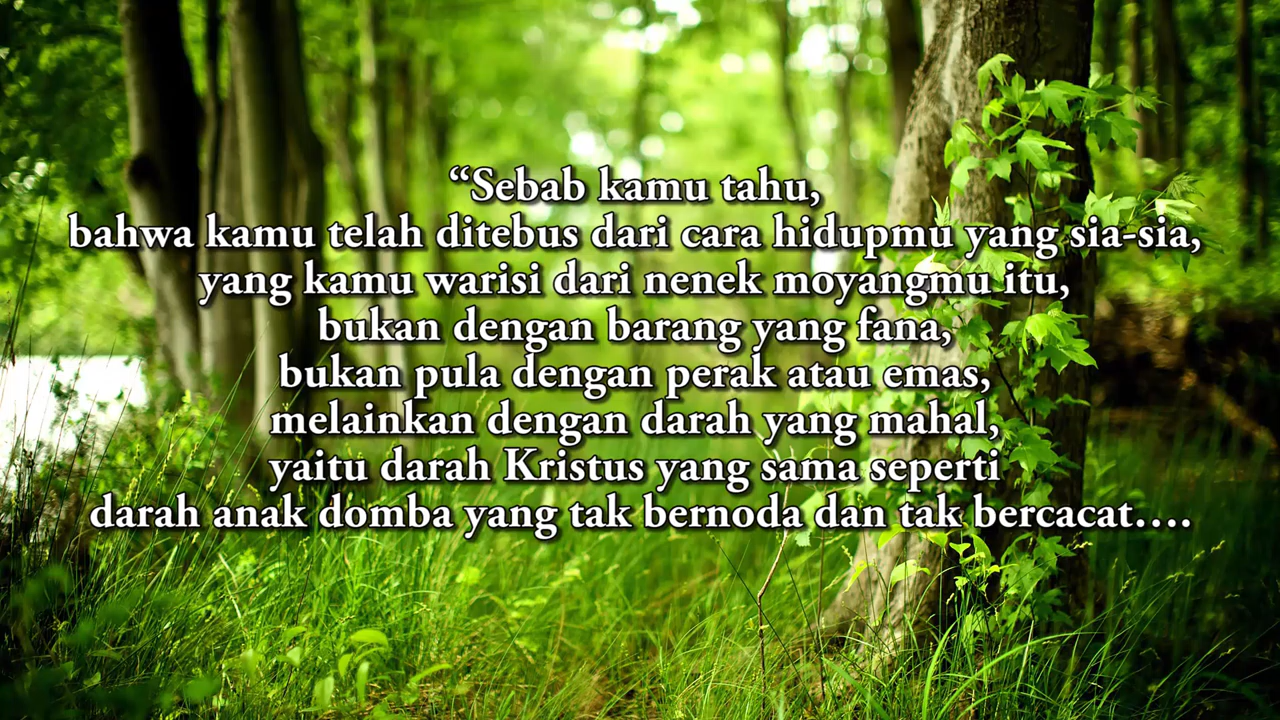 “Sebab kamu tahu,
bahwa kamu telah ditebus dari cara hidupmu yang sia-sia,
yang kamu warisi dari nenek moyangmu itu,
bukan dengan barang yang fana,
bukan pula dengan perak atau emas,
melainkan dengan darah yang mahal,
yaitu darah Kristus yang sama seperti
darah anak domba yang tak bernoda dan tak bercacat....